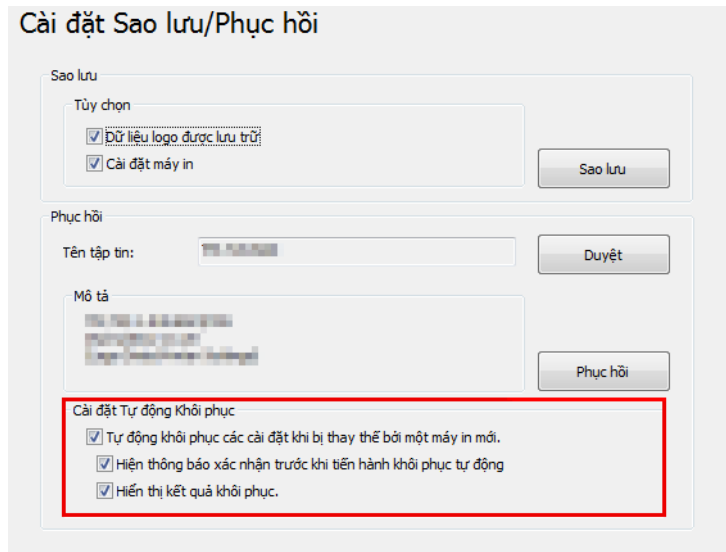 Cài đặt Sao lưu/Phục hồi
Sao lưu
Tùy chọn
Dữ liệu logo được lưu trữ
Cài đặt máy in
Sao lưu
Phục hồi
Tên tập tin:
Duyệt
Mô tả
Phục hồi
Cài đặt Tự động Khôi phục
Tự động khôi phục các cài đặt khi bị thay thế bởi một máy in mới.
Hiện thông báo xác nhận trước khi tiến hành khôi phục tự động
Hiển thị kết quả khôi phục.